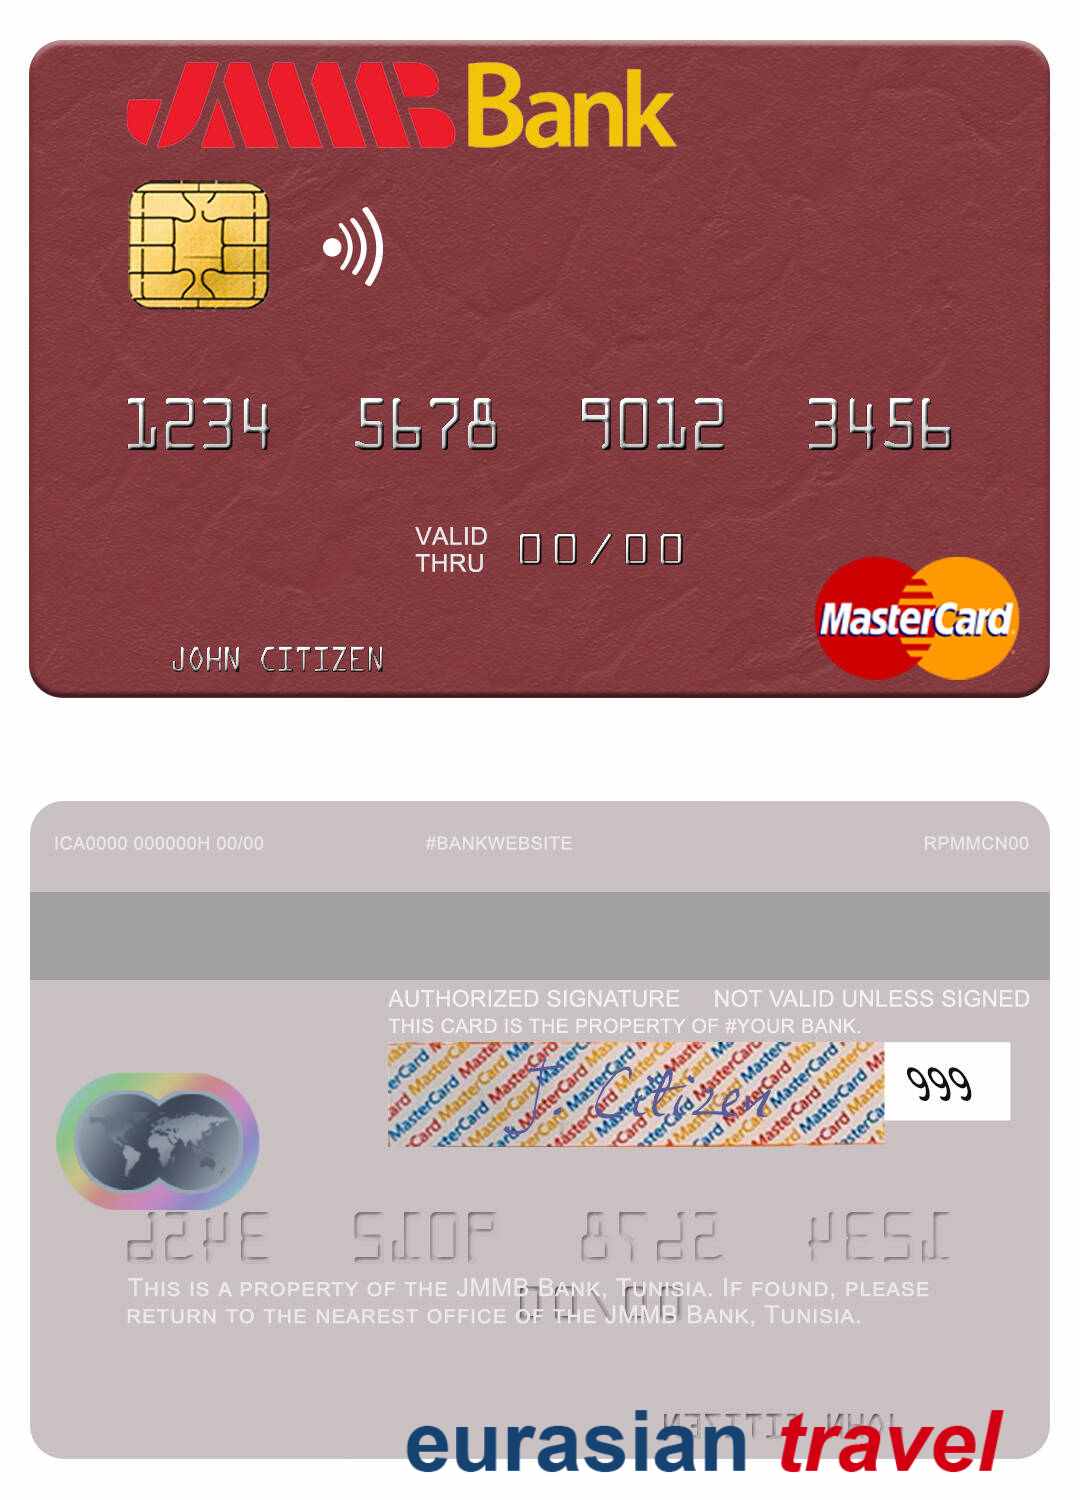 JMMB Bank
1234 5678 9012 3456
VALID THRU 00/00
JOHN CITIZEN
MasterCard
ICA0000 000000H 00/00 #BANKWEBSITE RPMMCN00
AUTHORIZED SIGNATURE NOT VALID UNLESS SIGNED
THIS CARD IS THE PROPERTY OF #YOUR BANK.
J. Citizen 999
THIS IS A PROPERTY OF THE JMMB BANK, TUNISIA. IF FOUND, PLEASE
RETURN TO THE NEAREST OFFICE OF THE JMMB BANK, TUNISIA.
eurasian travel